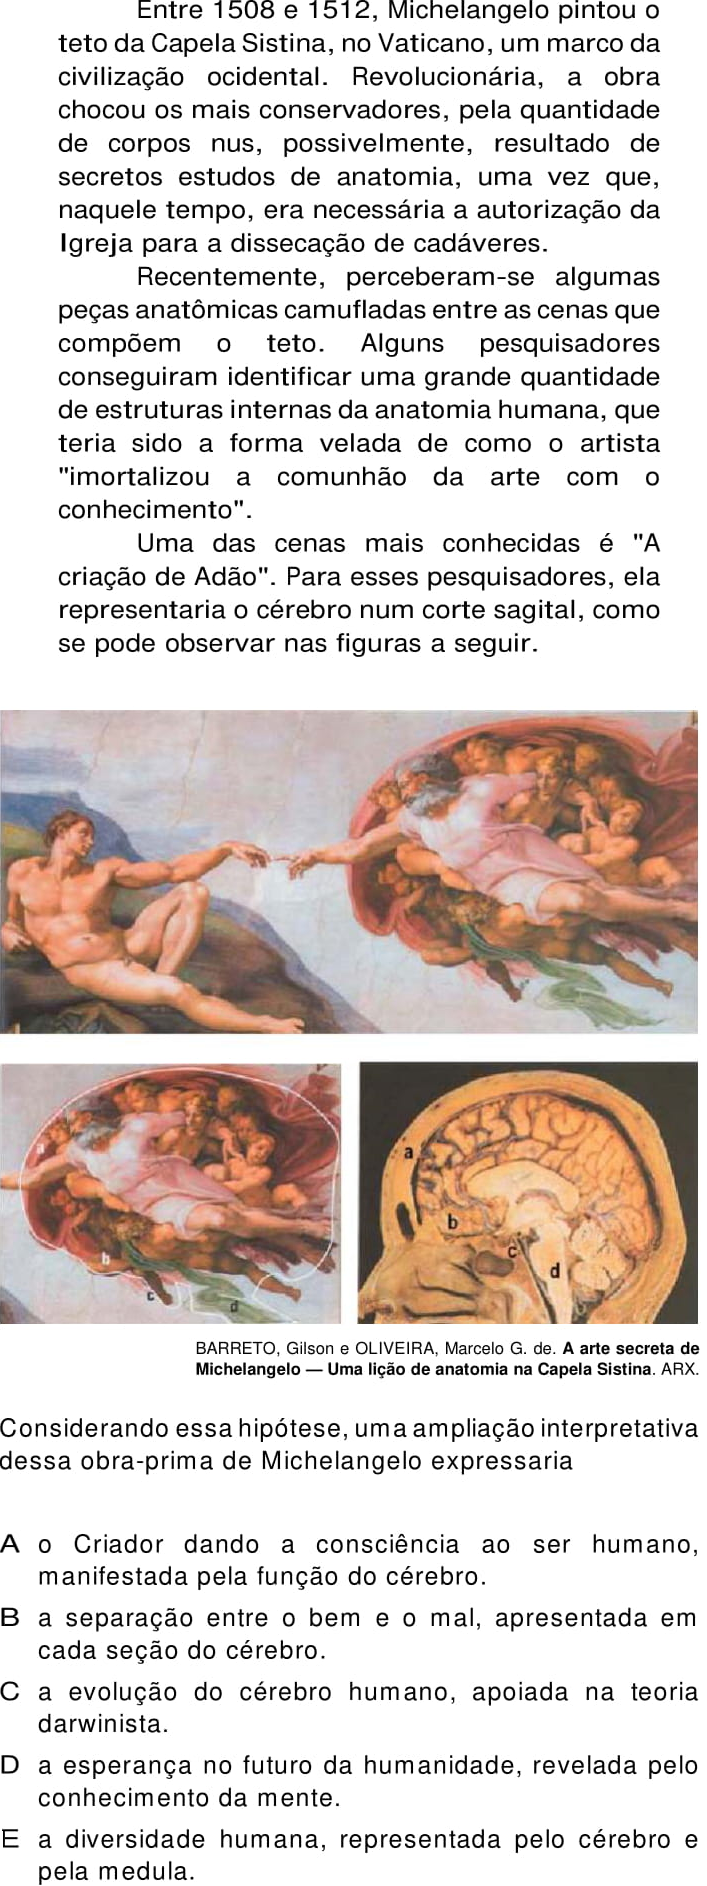 Entre 1508 e 1512, Michelangelo pintou o
teto da Capela Sistina, no Vaticano, um marco da
civilização ocidental. Revolucionária, a obra
chocou os mais conservadores, pela quantidade
de corpos nus, possivelmente, resultado de
secretos estudos de anatomia, uma vez que,
naquele tempo, era necessária a autorização da
Igreja para a dissecação de cadáveres.
Recentemente, perceberam-se algumas
peças anatômicas camufladas entre as cenas que
compõem o teto. Alguns pesquisadores
conseguiram identificar uma grande quantidade
de estruturas internas da anatomia humana, que
teria sido a forma velada de como o artista
"imortalizou a comunhão da arte com o
conhecimento".
Uma das cenas mais conhecidas é "A
criação de Adão". Para esses pesquisadores, ela
representaria o cérebro num corte sagital, como
se pode observar nas figuras a seguir.
a
b
c
d
a
b
c
d
BARRETO, Gilson e OLIVEIRA, Marcelo G. de. A arte secreta de
Michelangelo — Uma lição de anatomia na Capela Sistina. ARX.
Considerando essa hipótese, uma ampliação interpretativa
dessa obra-prima de Michelangelo expressaria
A o Criador dando a consciência ao ser humano,
manifestada pela função do cérebro.
B a separação entre o bem e o mal, apresentada em
cada seção do cérebro.
C a evolução do cérebro humano, apoiada na teoria
darwinista.
D a esperança no futuro da humanidade, revelada pelo
conhecimento da mente.
E a diversidade humana, representada pelo cérebro e
pela medula.